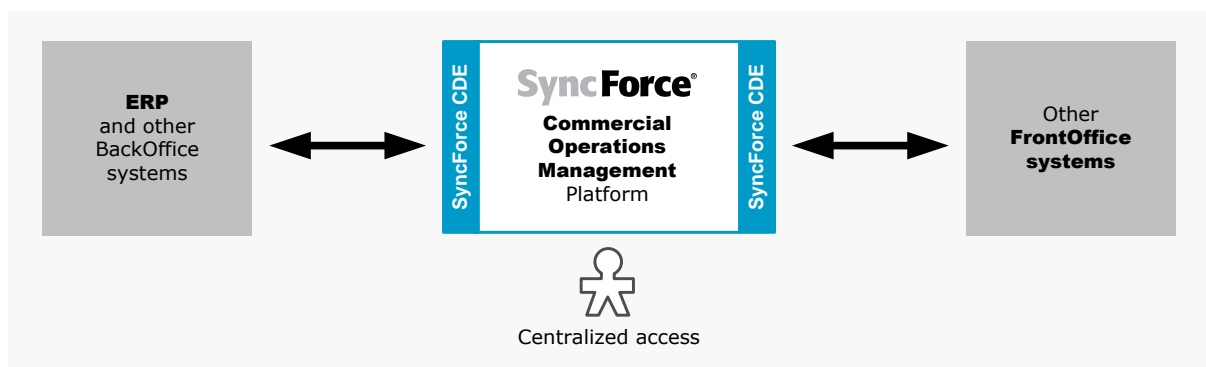 ERP
and other
BackOffice
systems
SyncForce CDE
SyncForce®
Commercial
Operations
Management
Platform
SyncForce CDE
Other
FrontOffice
systems
Centralized access